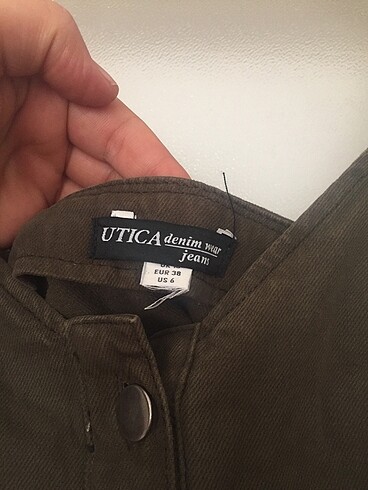 UTICA denim wear
jeans
EUR 38
US 6